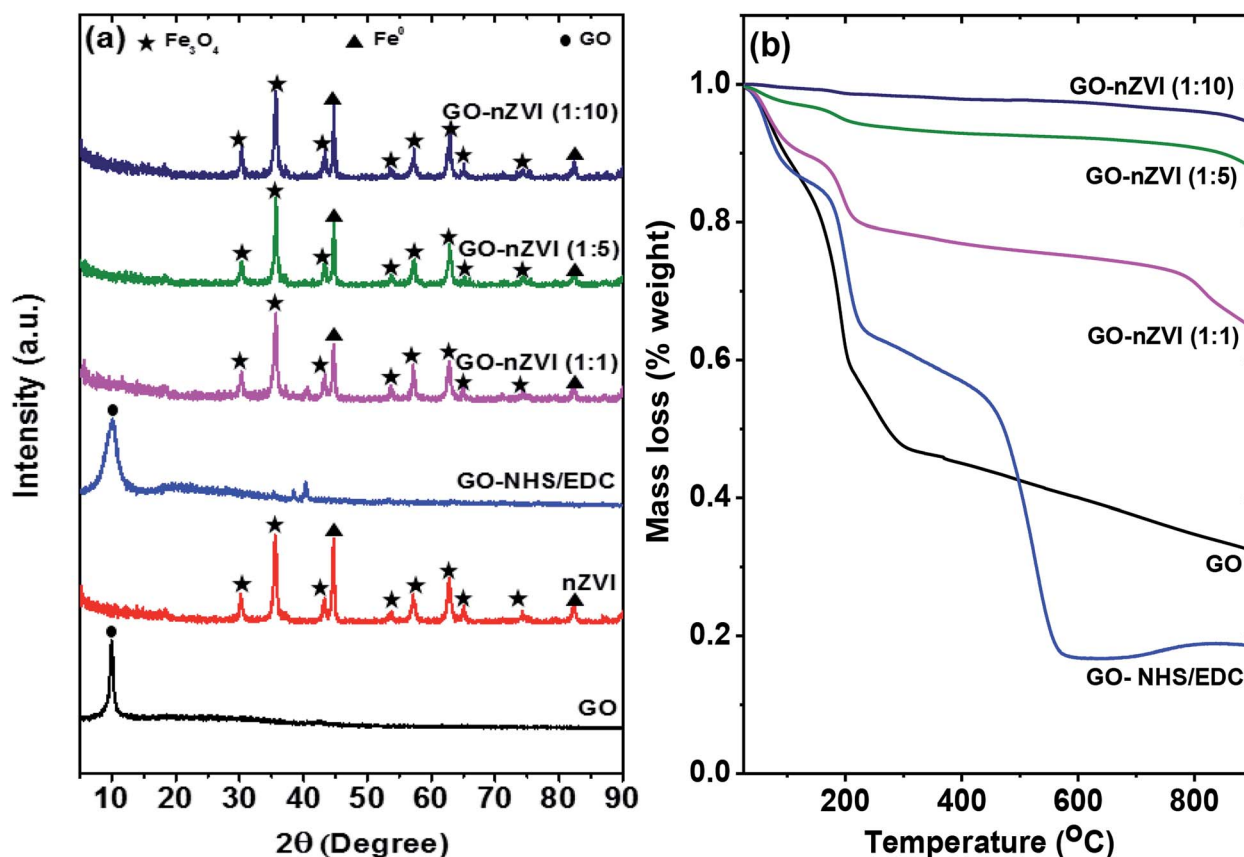 (a) ★ Fe₃O₄ ▲ Fe⁰ ● GO
GO-nZVI (1:10)
GO-nZVI (1:5)
GO-nZVI (1:1)
GO-NHS/EDC
nZVI
GO
Intensity (a.u.)
10 20 30 40 50 60 70 80 90
2θ (Degree)
(b)
GO-nZVI (1:10)
GO-nZVI (1:5)
GO-nZVI (1:1)
GO
GO- NHS/EDC
Mass loss (% weight)
1.0
0.8
0.6
0.4
0.2
0.0
200 400 600 800
Temperature (⁰C)